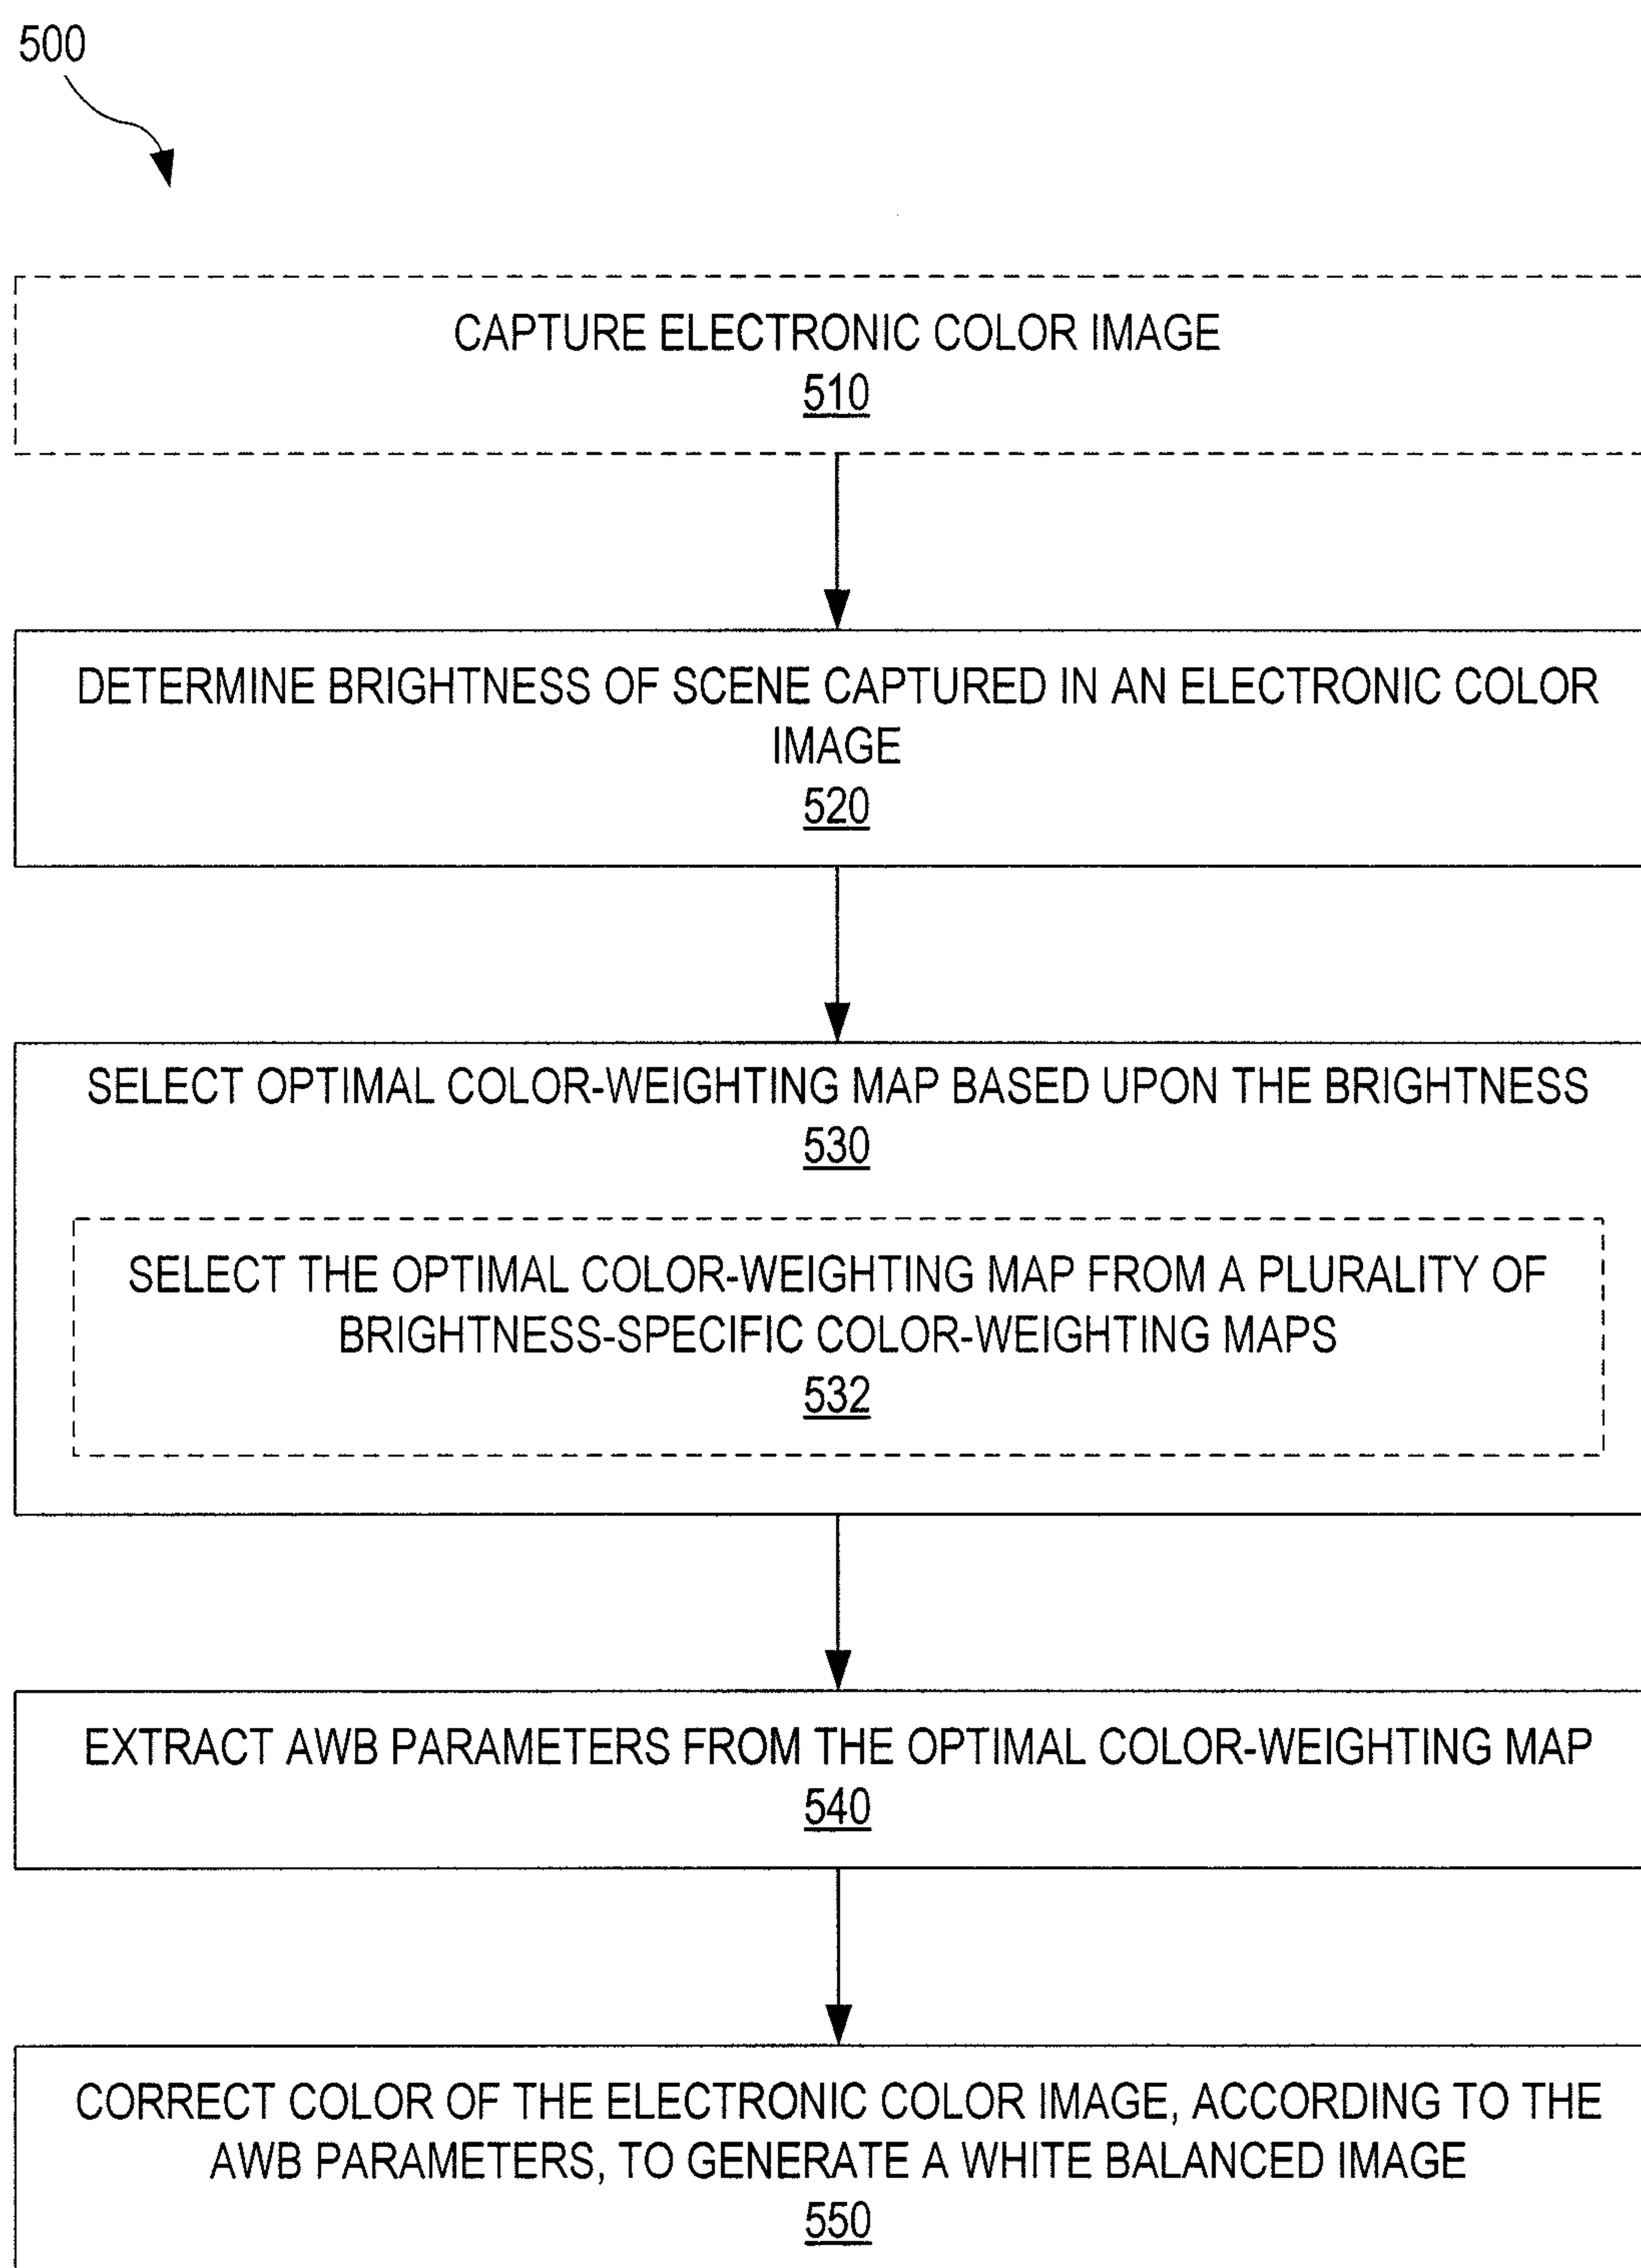 500
CAPTURE ELECTRONIC COLOR IMAGE
510
DETERMINE BRIGHTNESS OF SCENE CAPTURED IN AN ELECTRONIC COLOR
IMAGE
520
SELECT OPTIMAL COLOR-WEIGHTING MAP BASED UPON THE BRIGHTNESS
530
SELECT THE OPTIMAL COLOR-WEIGHTING MAP FROM A PLURALITY OF
BRIGHTNESS-SPECIFIC COLOR-WEIGHTING MAPS
532
EXTRACT AWB PARAMETERS FROM THE OPTIMAL COLOR-WEIGHTING MAP
540
CORRECT COLOR OF THE ELECTRONIC COLOR IMAGE, ACCORDING TO THE
AWB PARAMETERS, TO GENERATE A WHITE BALANCED IMAGE
550